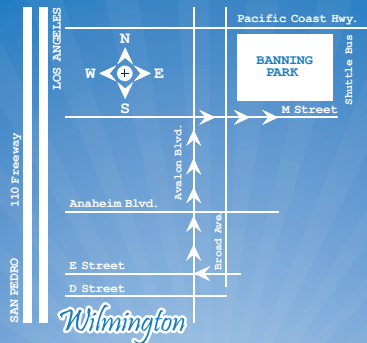 Pacific Coast Hwy.
LOS ANGELES
N
W E
S
BANNING
PARK
Shuttle Bus
M Street
110 Freeway
Avalon Blvd.
Anaheim Blvd.
Broad Ave.
E Street
SAN PEDRO
D Street
Wilmington